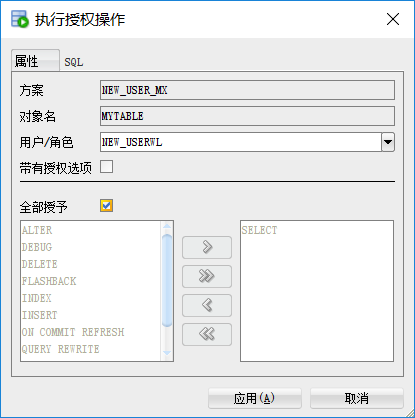 执行授权操作
属性 SQL
方案 NEW_USER_MX
对象名 MYTABLE
用户/角色 NEW_USERWL
带有授权选项
全部授予
ALTER
DEBUG
DELETE
FLASHBACK
INDEX
INSERT
ON COMMIT REFRESH
QUERY REWRITE
SELECT
应用(A) 取消